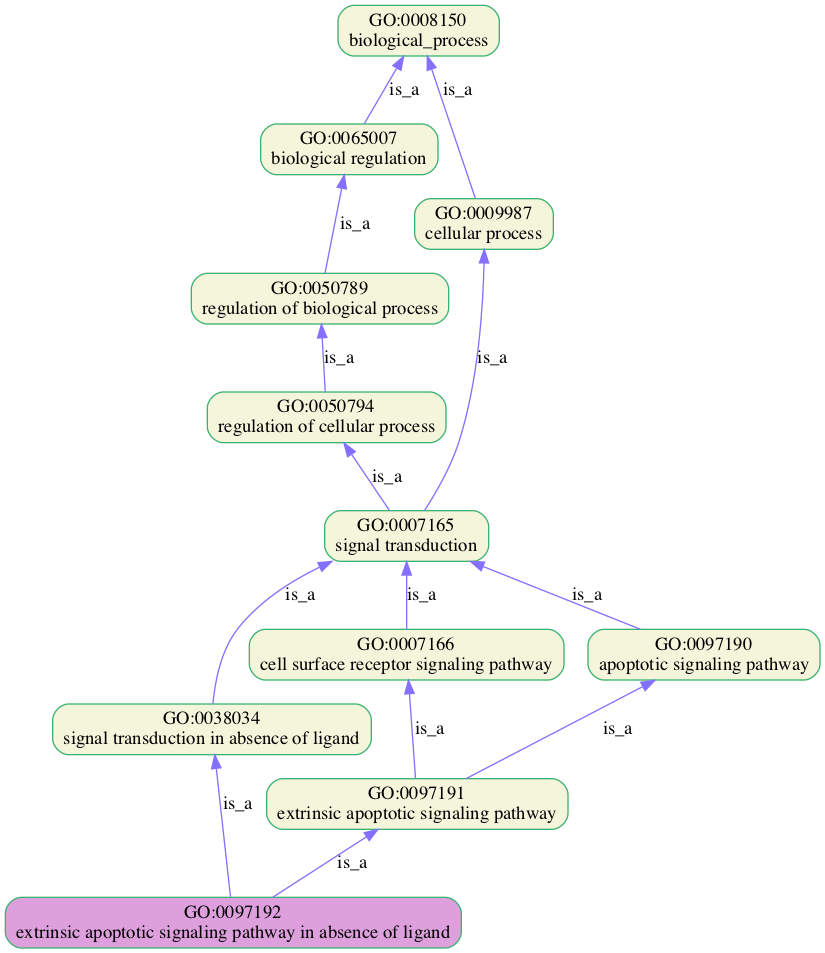 GO:0008150
biological_process
is_a
is_a
GO:0065007
biological regulation
GO:0009987
cellular process
is_a
GO:0050789
regulation of biological process
is_a
is_a
GO:0050794
regulation of cellular process
is_a
GO:0007165
signal transduction
is_a
is_a
is_a
GO:0007166
cell surface receptor signaling pathway
GO:0097190
apoptotic signaling pathway
GO:0038034
signal transduction in absence of ligand
is_a
is_a
GO:0097191
extrinsic apoptotic signaling pathway
is_a
is_a
GO:0097192
extrinsic apoptotic signaling pathway in absence of ligand